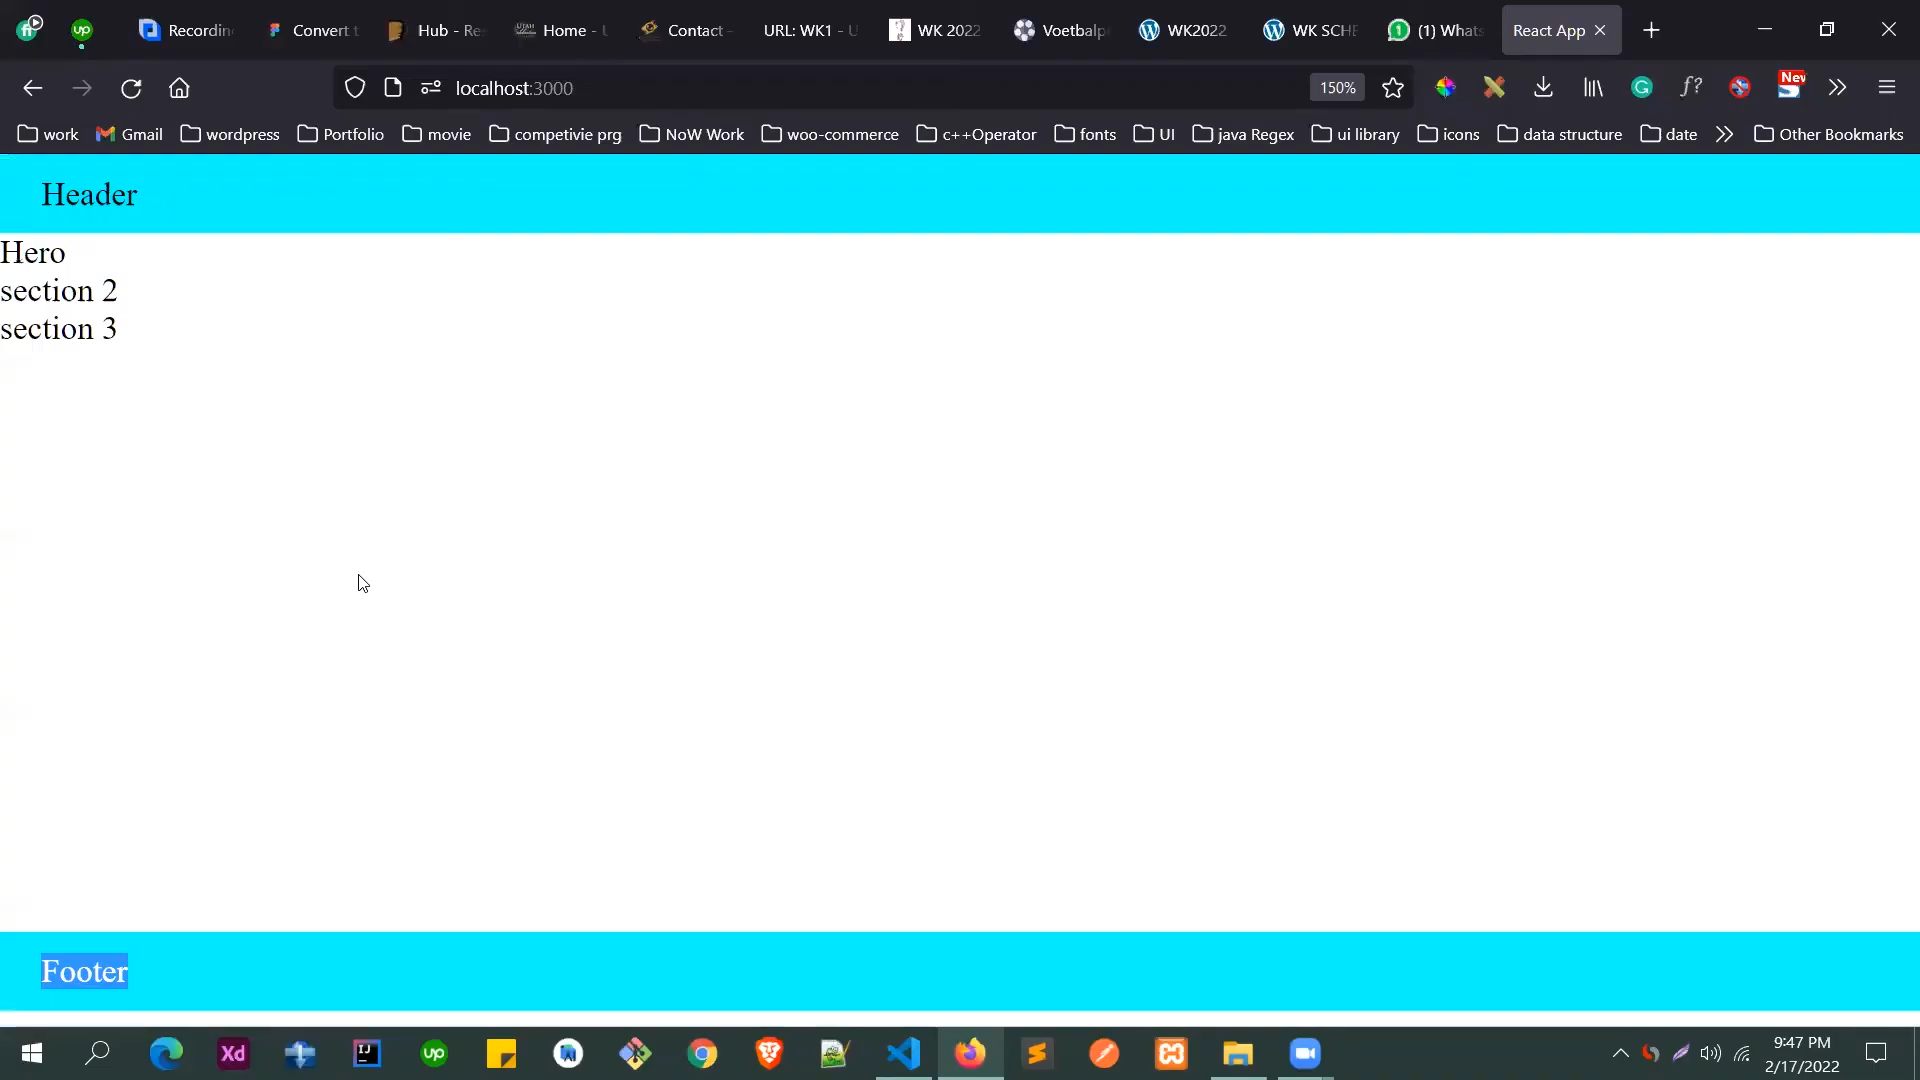 Recordin Convert t Hub - Re Home - U Contact - URL: WK1 - U WK 2022 Voetbalp WK2022 WK SCHE (1) Whats React App
localhost:3000 150% New
work Gmail wordpress Portfolio movie competivie prg NoW Work woo-commerce c++Operator fonts UI java Regex ui library icons data structure date Other Bookmarks
Header
Hero
section 2
section 3
Footer
Xd IJ up 9:47 PM
2/17/2022